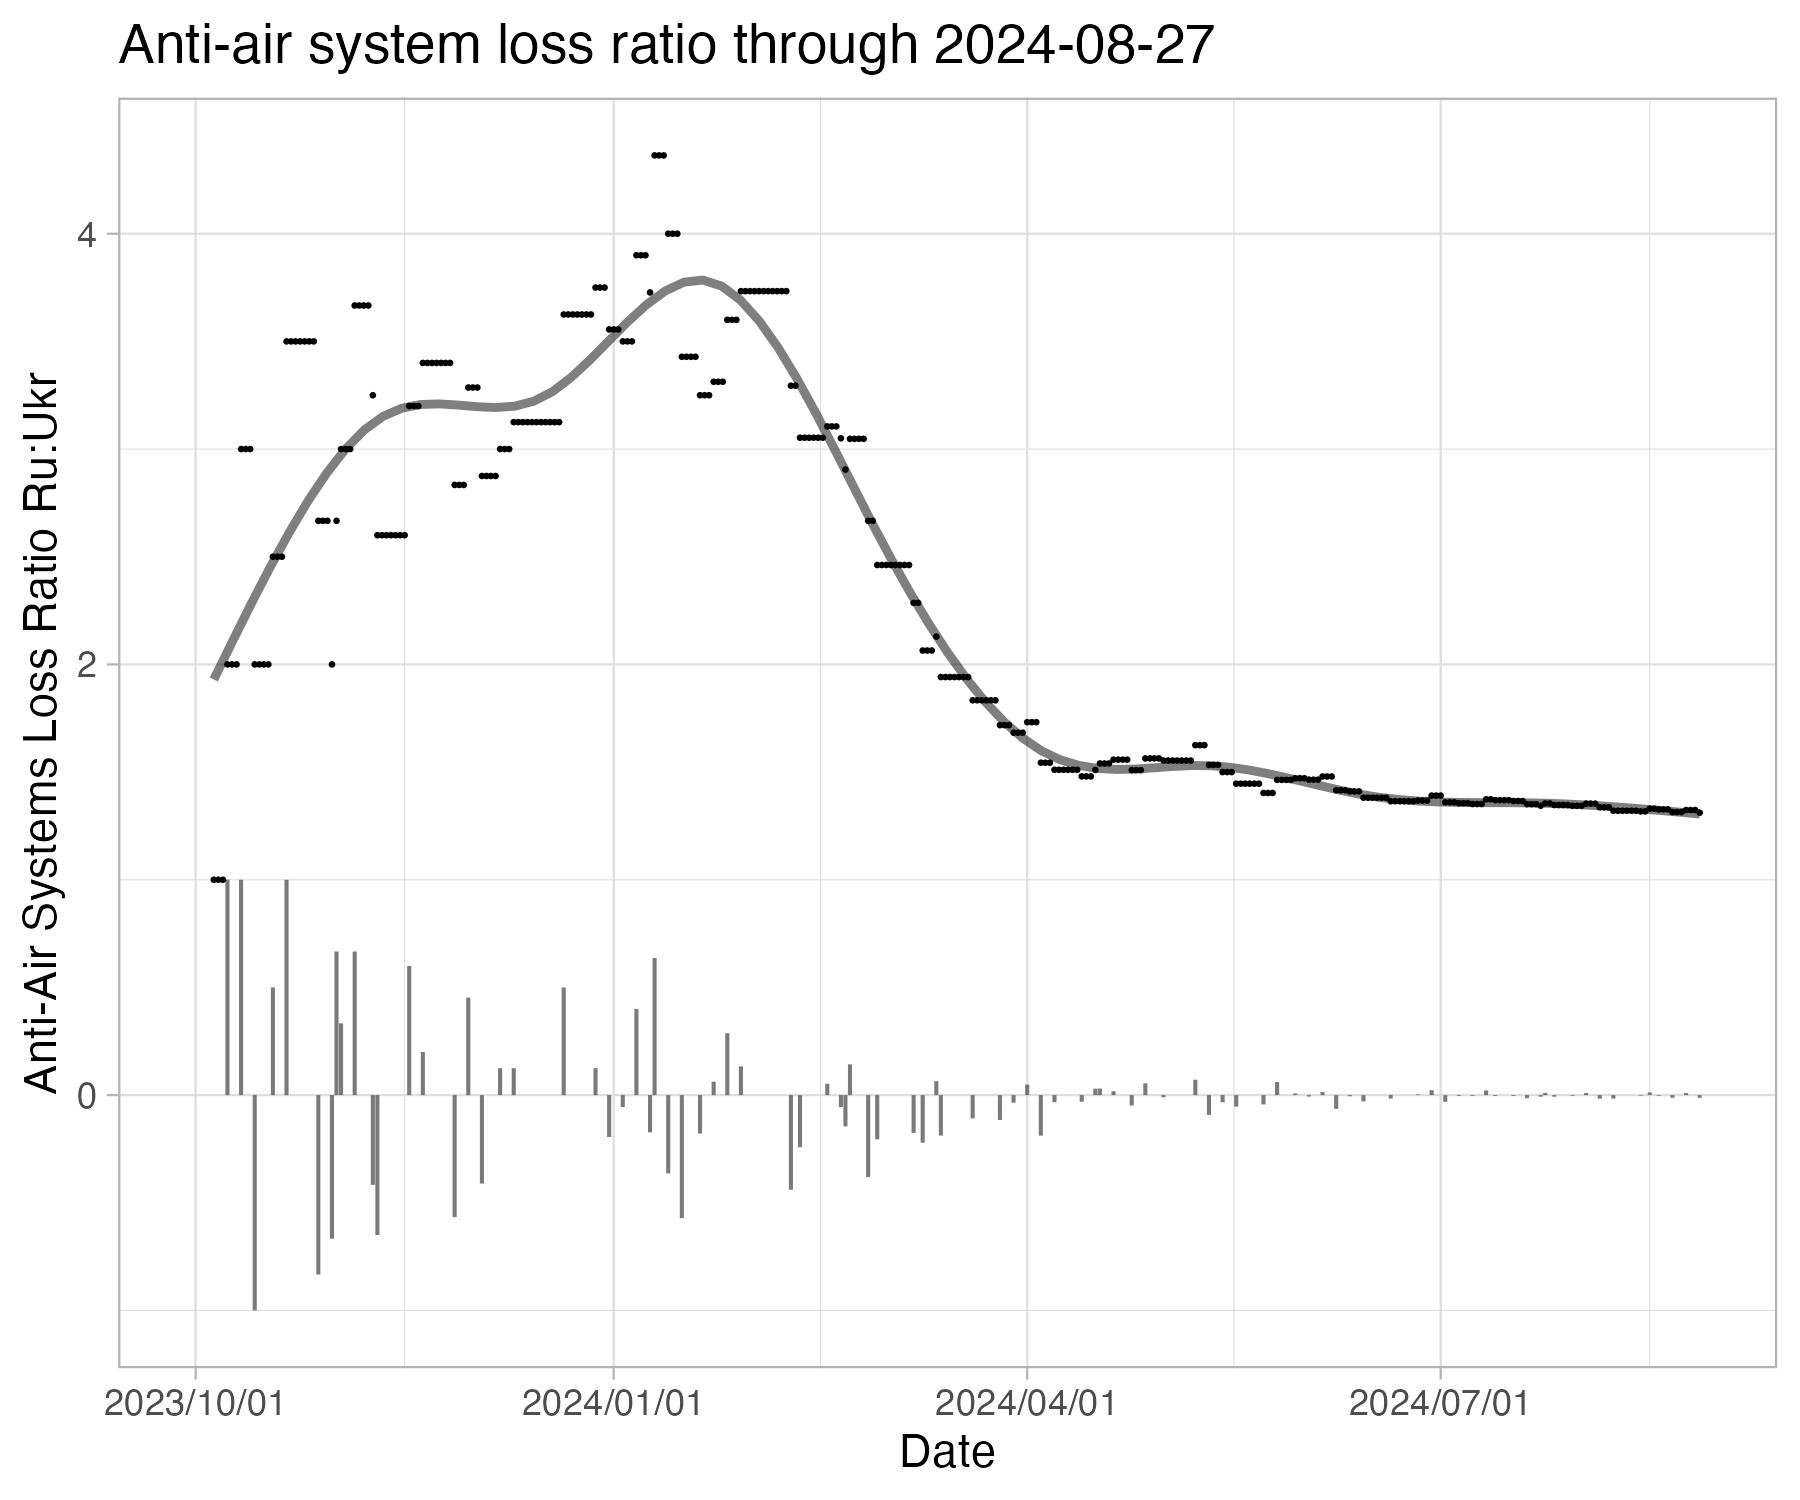 Anti-air system loss ratio through 2024-08-27
Anti-Air Systems Loss Ratio Ru:Ukr
4
2
0
2023/10/01
2024/01/01
2024/04/01
2024/07/01
Date